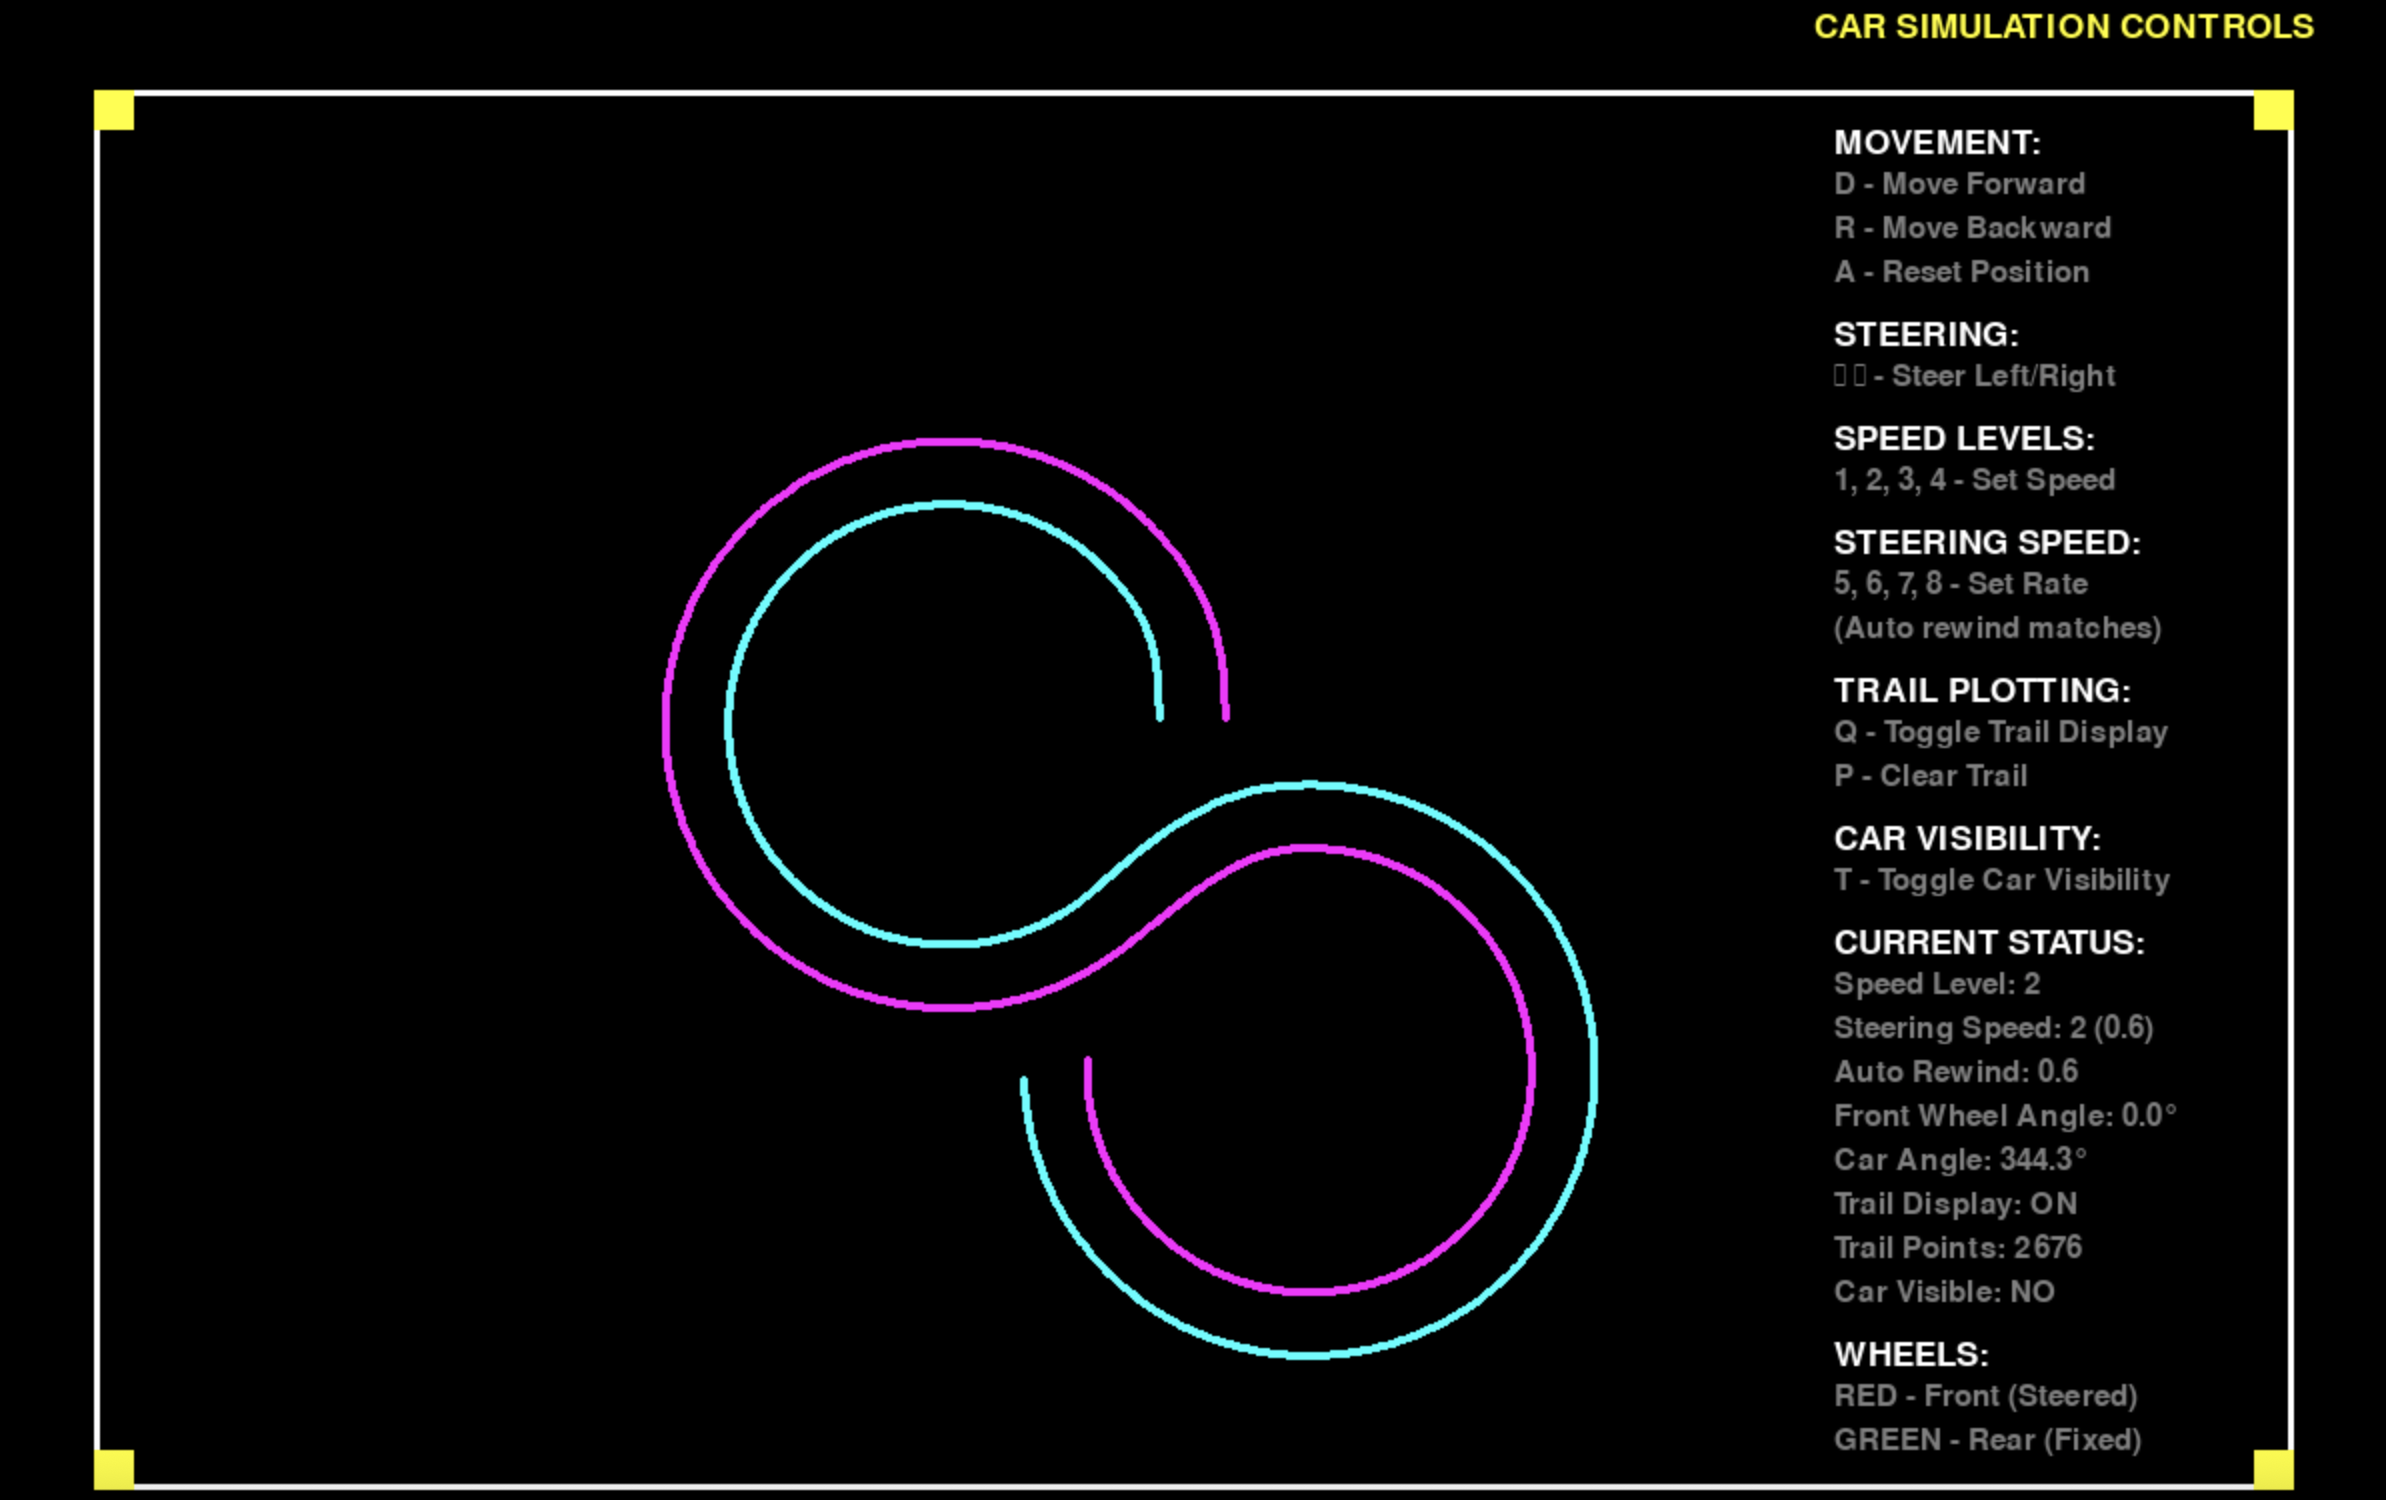 CAR SIMULATION CONTROLS
MOVEMENT:
D - Move Forward
R - Move Backward
A - Reset Position
STEERING:
▯▯ - Steer Left/Right
SPEED LEVELS:
1, 2, 3, 4 - Set Speed
STEERING SPEED:
5, 6, 7, 8 - Set Rate
(Auto rewind matches)
TRAIL PLOTTING:
Q - Toggle Trail Display
P - Clear Trail
CAR VISIBILITY:
T - Toggle Car Visibility
CURRENT STATUS:
Speed Level: 2
Steering Speed: 2 (0.6)
Auto Rewind: 0.6
Front Wheel Angle: 0.0°
Car Angle: 344.3°
Trail Display: ON
Trail Points: 2676
Car Visible: NO
WHEELS:
RED - Front (Steered)
GREEN - Rear (Fixed)